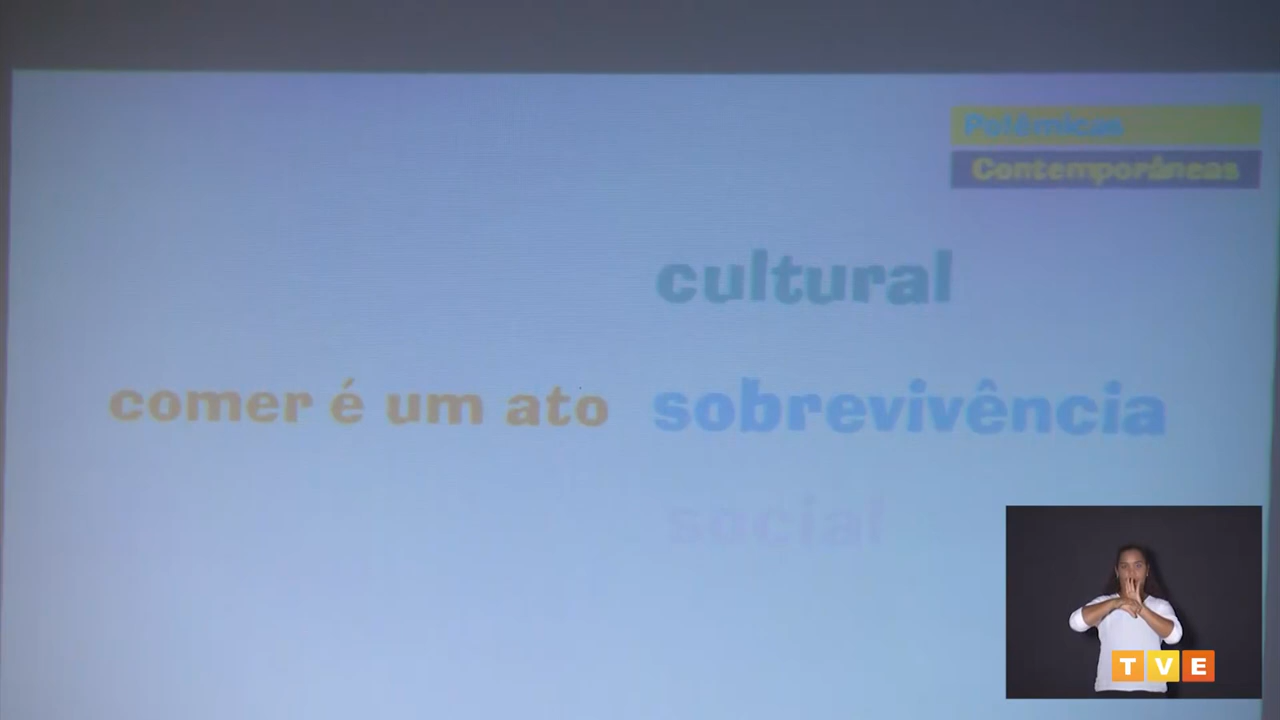 Polêmicas
Contemporâneas
cultural
comer é um ato sobrevivência
social
TVE